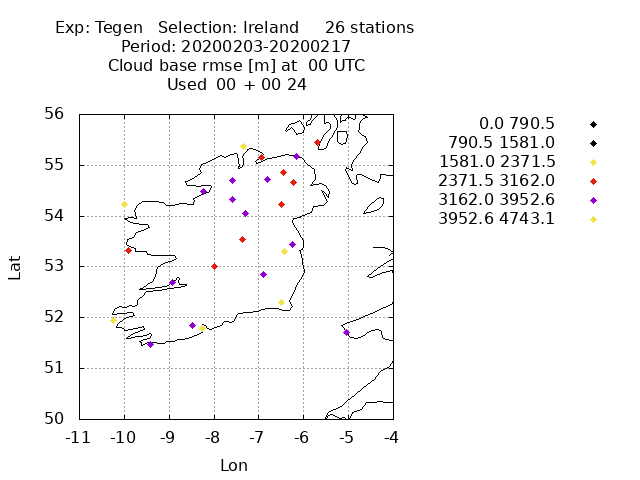 Exp: Tegen   Selection: Ireland     26 stations
Period: 20200203-20200217
Cloud base rmse [m] at  00 UTC
Used  00 + 00 24
56
55
54
53
52
51
50
-11 -10 -9 -8 -7 -6 -5 -4
Lat
Lon
0.0 790.5
790.5 1581.0
1581.0 2371.5
2371.5 3162.0
3162.0 3952.6
3952.6 4743.1